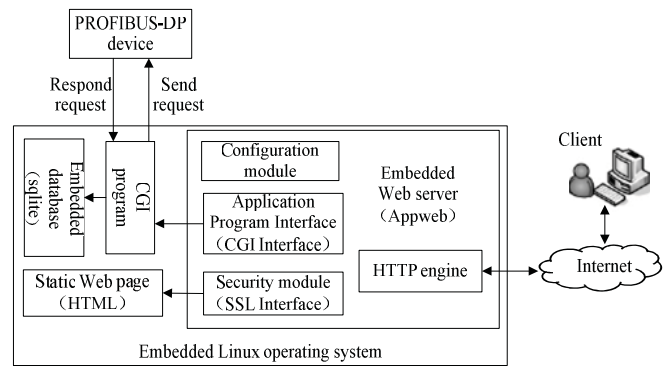 PROFIBUS-DP
device
Respond
request
Send
request
Embedded
database
(sqlite)
CGI
program
Configuration
module
Application
Program Interface
(CGI Interface)
Embedded
Web server
(Appweb)
Client
Static Web page
(HTML)
Security module
(SSL Interface)
HTTP engine
Internet
Embedded Linux operating system